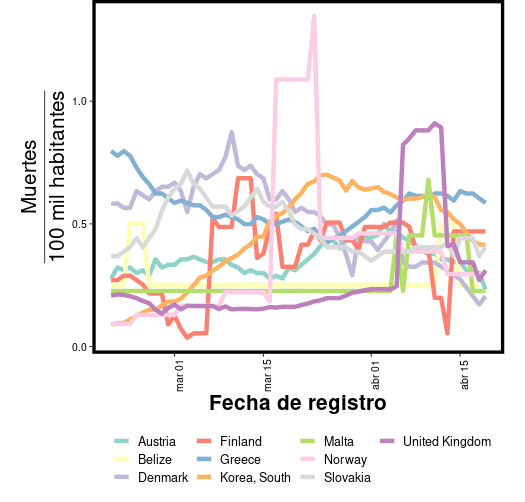 Muertes
100 mil habitantes
1.0
0.5
0.0
mar 01
mar 15
abr 01
abr 15
Fecha de registro
Austria
Finland
Malta
United Kingdom
Belize
Greece
Norway
Denmark
Korea, South
Slovakia